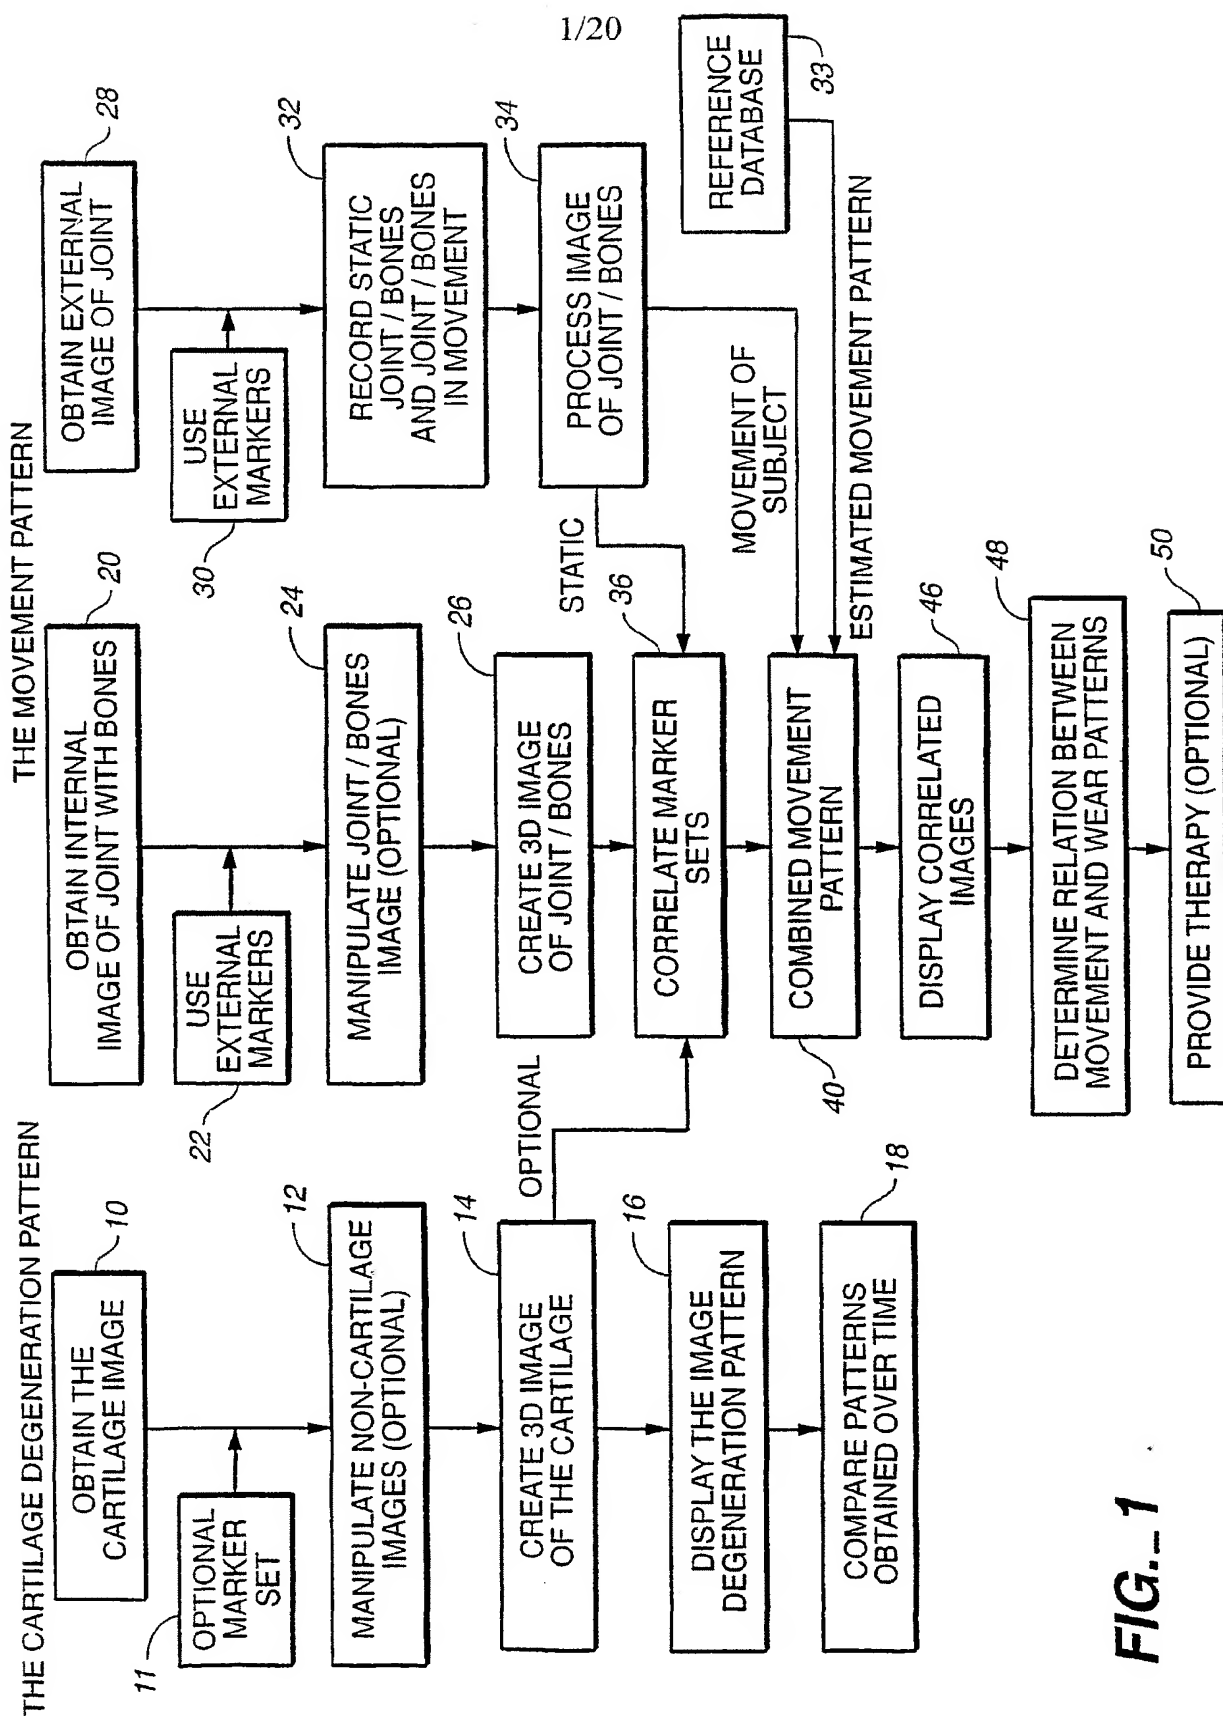 1/20
THE CARTILAGE DEGENERATION PATTERN
OBTAIN THE
CARTILAGE IMAGE
10
OPTIONAL
MARKER
SET
11
MANIPULATE NON-CARTILAGE
IMAGES (OPTIONAL)
12
CREATE 3D IMAGE
OF THE CARTILAGE
14
OPTIONAL
DISPLAY THE IMAGE
DEGENERATION PATTERN
16
COMPARE PATTERNS
OBTAINED OVER TIME
18
THE MOVEMENT PATTERN
OBTAIN INTERNAL
IMAGE OF JOINT WITH BONES
20
USE
EXTERNAL
MARKERS
22
MANIPULATE JOINT / BONES
IMAGE (OPTIONAL)
24
CREATE 3D IMAGE
OF JOINT / BONES
26
CORRELATE MARKER
SETS
36
COMBINED MOVEMENT
PATTERN
40
DISPLAY CORRELATED
IMAGES
46
DETERMINE RELATION BETWEEN
MOVEMENT AND WEAR PATTERNS
48
PROVIDE THERAPY (OPTIONAL)
50
OBTAIN EXTERNAL
IMAGE OF JOINT
28
USE
EXTERNAL
MARKERS
30
RECORD STATIC
JOINT / BONES
AND JOINT / BONES
IN MOVEMENT
32
PROCESS IMAGE
OF JOINT / BONES
34
STATIC
MOVEMENT OF
SUBJECT
REFERENCE
DATABASE
33
ESTIMATED MOVEMENT PATTERN
FIG._1